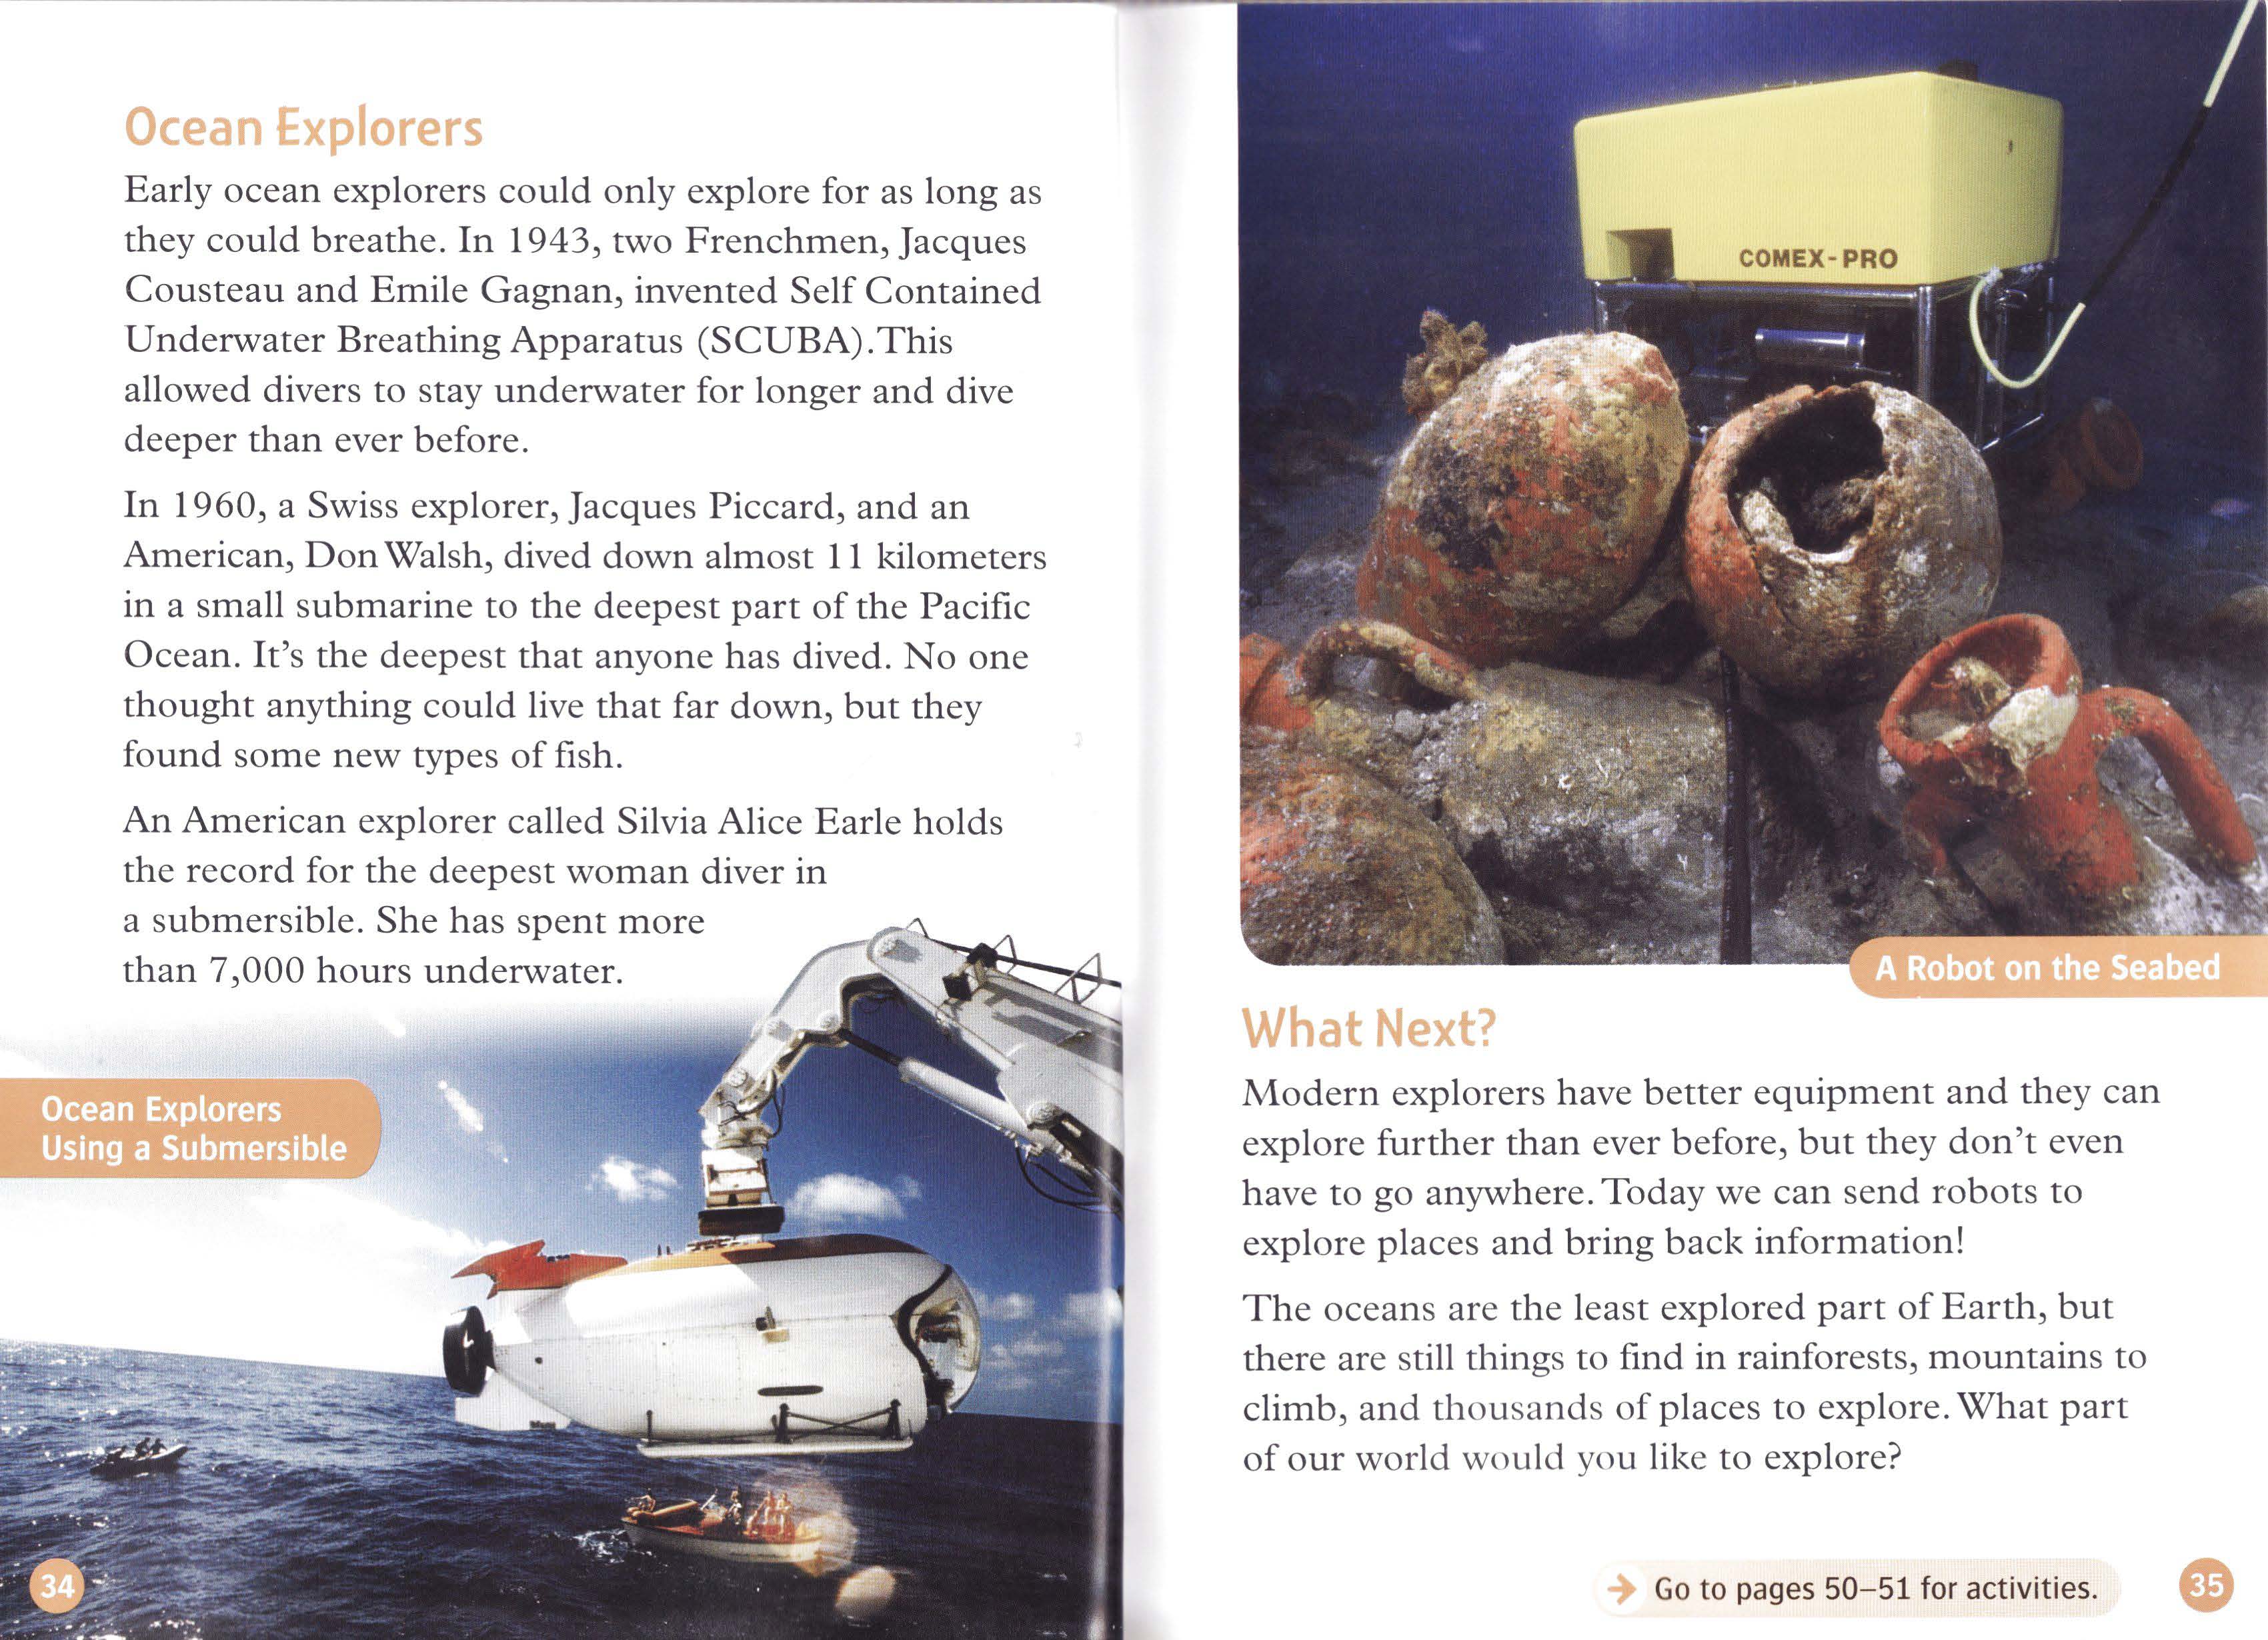 Ocean Explorers
Early ocean explorers could only explore for as long as
they could breathe. In 1943, two Frenchmen, Jacques
Cousteau and Emile Gagnan, invented Self Contained
Underwater Breathing Apparatus (SCUBA). This
allowed divers to stay underwater for longer and dive
deeper than ever before.
In 1960, a Swiss explorer, Jacques Piccard, and an
American, Don Walsh, dived down almost 11 kilometers
in a small submarine to the deepest part of the Pacific
Ocean. It's the deepest that anyone has dived. No one
thought anything could live that far down, but they
found some new types of fish.
An American explorer called Silvia Alice Earle holds
the record for the deepest woman diver in
a submersible. She has spent more
than 7,000 hours underwater.
Ocean Explorers
Using a Submersible
34
COMEX-PRO
A Robot on the Seabed
What Next?
Modern explorers have better equipment and they can
explore further than ever before, but they don't even
have to go anywhere. Today we can send robots to
explore places and bring back information!
The oceans are the least explored part of Earth, but
there are still things to find in rainforests, mountains to
climb, and thousands of places to explore. What part
of our world would you like to explore?
→ Go to pages 50–51 for activities.
35